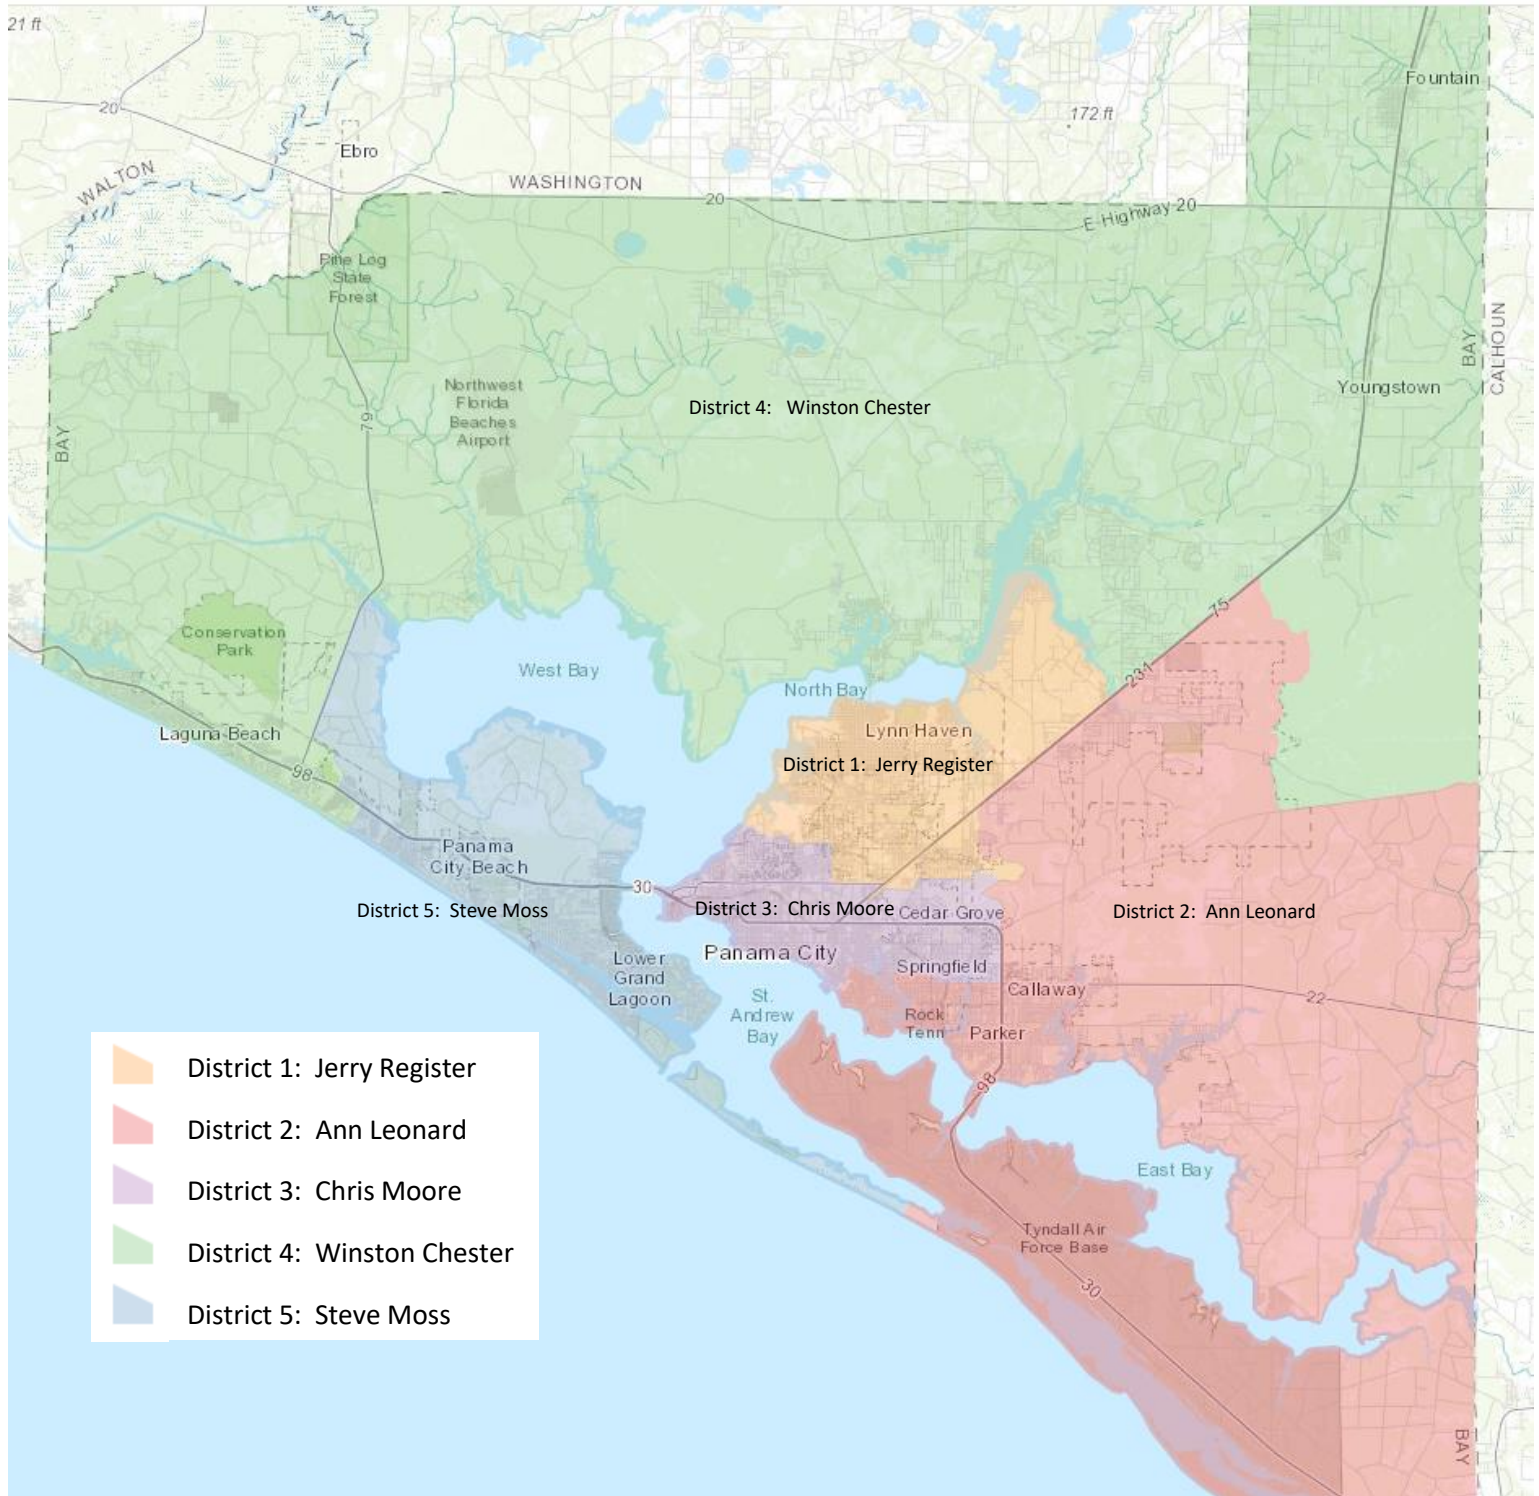 21 ft
Fountain
20
172 ft
Ebro
WALTON
WASHINGTON
20
E Highway 20
Pine Log
State
Forest
BAY
CALHOUN
Northwest
Florida
Beaches
Airport
Youngstown
79
District 4: Winston Chester
BAY
75
Conservation
Park
West Bay
231
North Bay
Laguna Beach
Lynn Haven
District 1: Jerry Register
98
Panama
City Beach
30
District 5: Steve Moss
District 3: Chris Moore
Cedar Grove
District 2: Ann Leonard
Panama City
Springfield
Lower
Grand
Lagoon
Callaway
22
St.
Andrew
Bay
Rock
Tenn
Parker
98
East Bay
Tyndall Air
Force Base
30
BAY
District 1: Jerry Register
District 2: Ann Leonard
District 3: Chris Moore
District 4: Winston Chester
District 5: Steve Moss